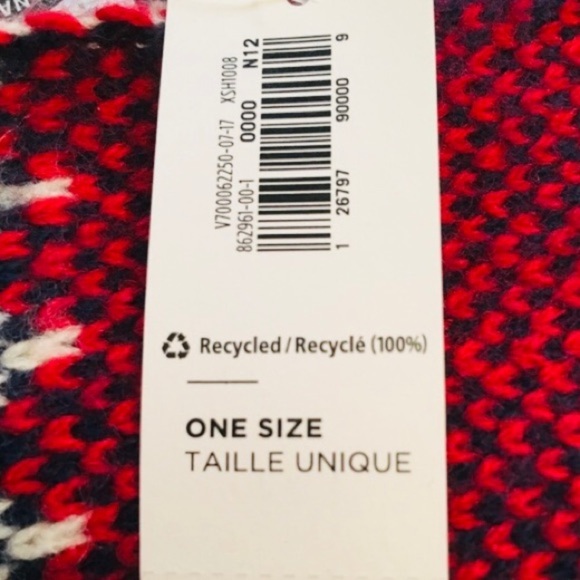 V700062250-07-17 XSH1008
862961-00-1 0000 N12
1 26797 90000 9
Recycled / Recyclé (100%)
ONE SIZE
TAILLE UNIQUE